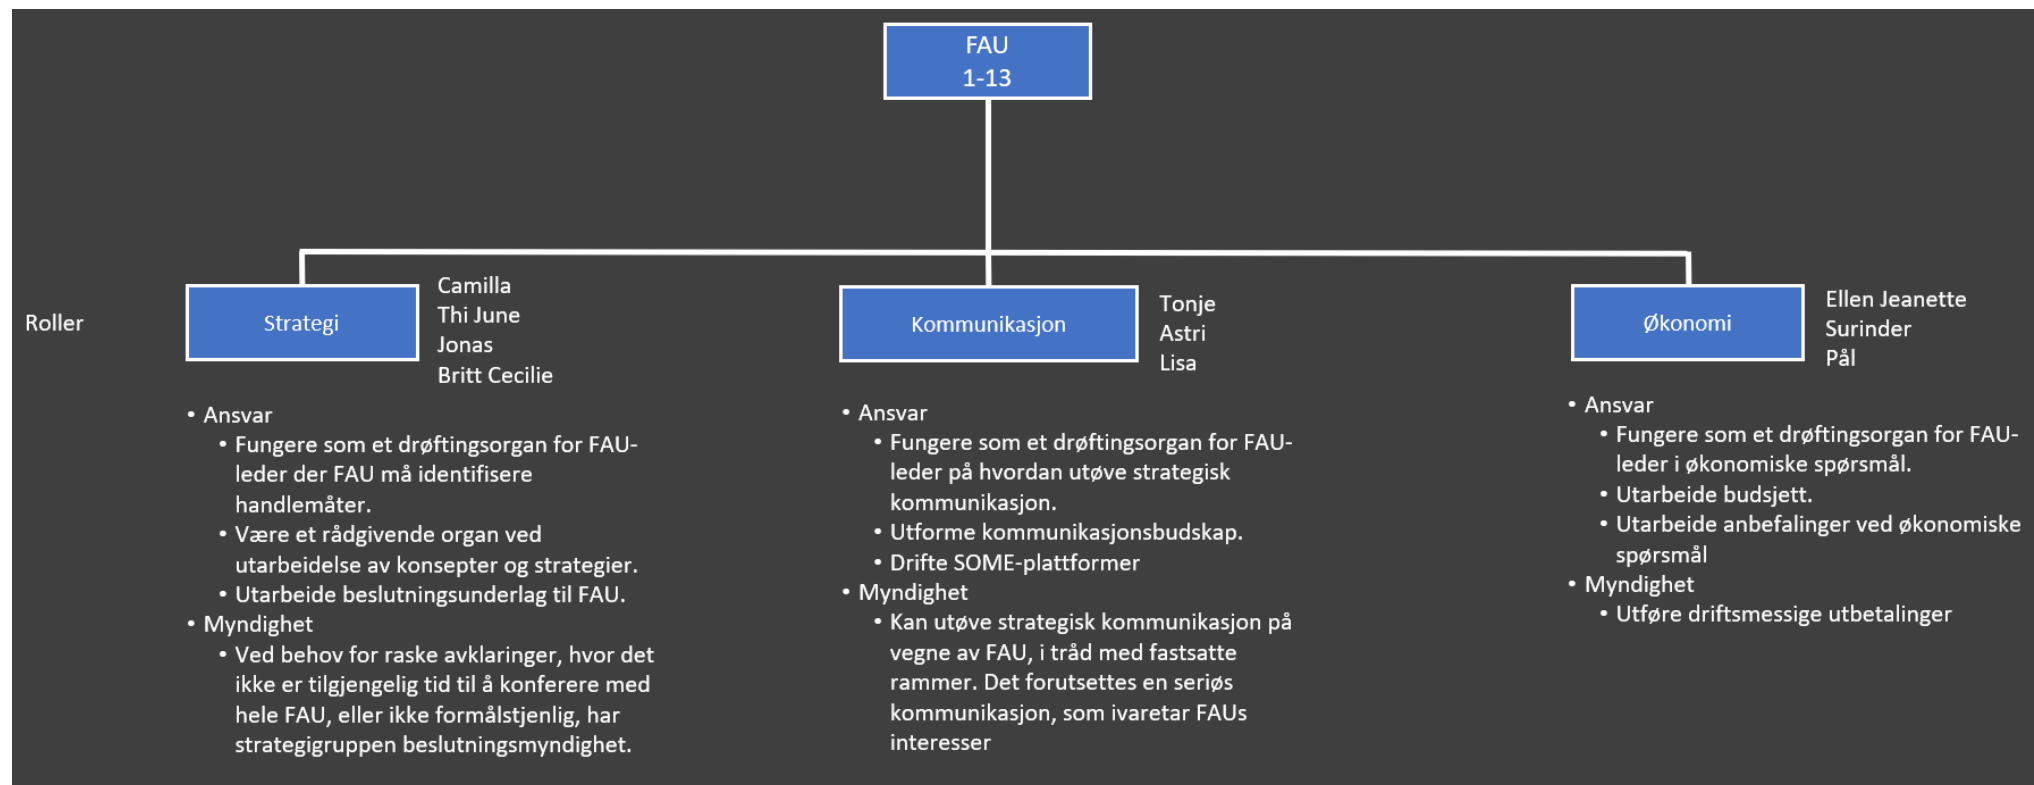 FAU
1-13
Roller
Strategi
Camilla
Thi June
Jonas
Britt Cecilie
• Ansvar
• Fungere som et drøftingsorgan for FAU-
leder der FAU må identifisere
handlemåter.
• Være et rådgivende organ ved
utarbeidelse av konsepter og strategier.
• Utarbeide beslutningsunderlag til FAU.
• Myndighet
• Ved behov for raske avklaringer, hvor det
ikke er tilgjengelig tid til å konferere med
hele FAU, eller ikke formålstjenlig, har
strategigruppen beslutningsmyndighet.
Kommunikasjon
Tonje
Astri
Lisa
• Ansvar
• Fungere som et drøftingsorgan for FAU-
leder på hvordan utøve strategisk
kommunikasjon.
• Utforme kommunikasjonsbudskap.
• Drifte SOME-plattformer
• Myndighet
• Kan utøve strategisk kommunikasjon på
vegne av FAU, i tråd med fastsatte
rammer. Det forutsettes en seriøs
kommunikasjon, som ivaretar FAUs
interesser
Økonomi
Ellen Jeanette
Surinder
Pål
• Ansvar
• Fungere som et drøftingsorgan for FAU-
leder i økonomiske spørsmål.
• Utarbeide budsjett.
• Utarbeide anbefalinger ved økonomiske
spørsmål
• Myndighet
• Utføre driftsmessige utbetalinger